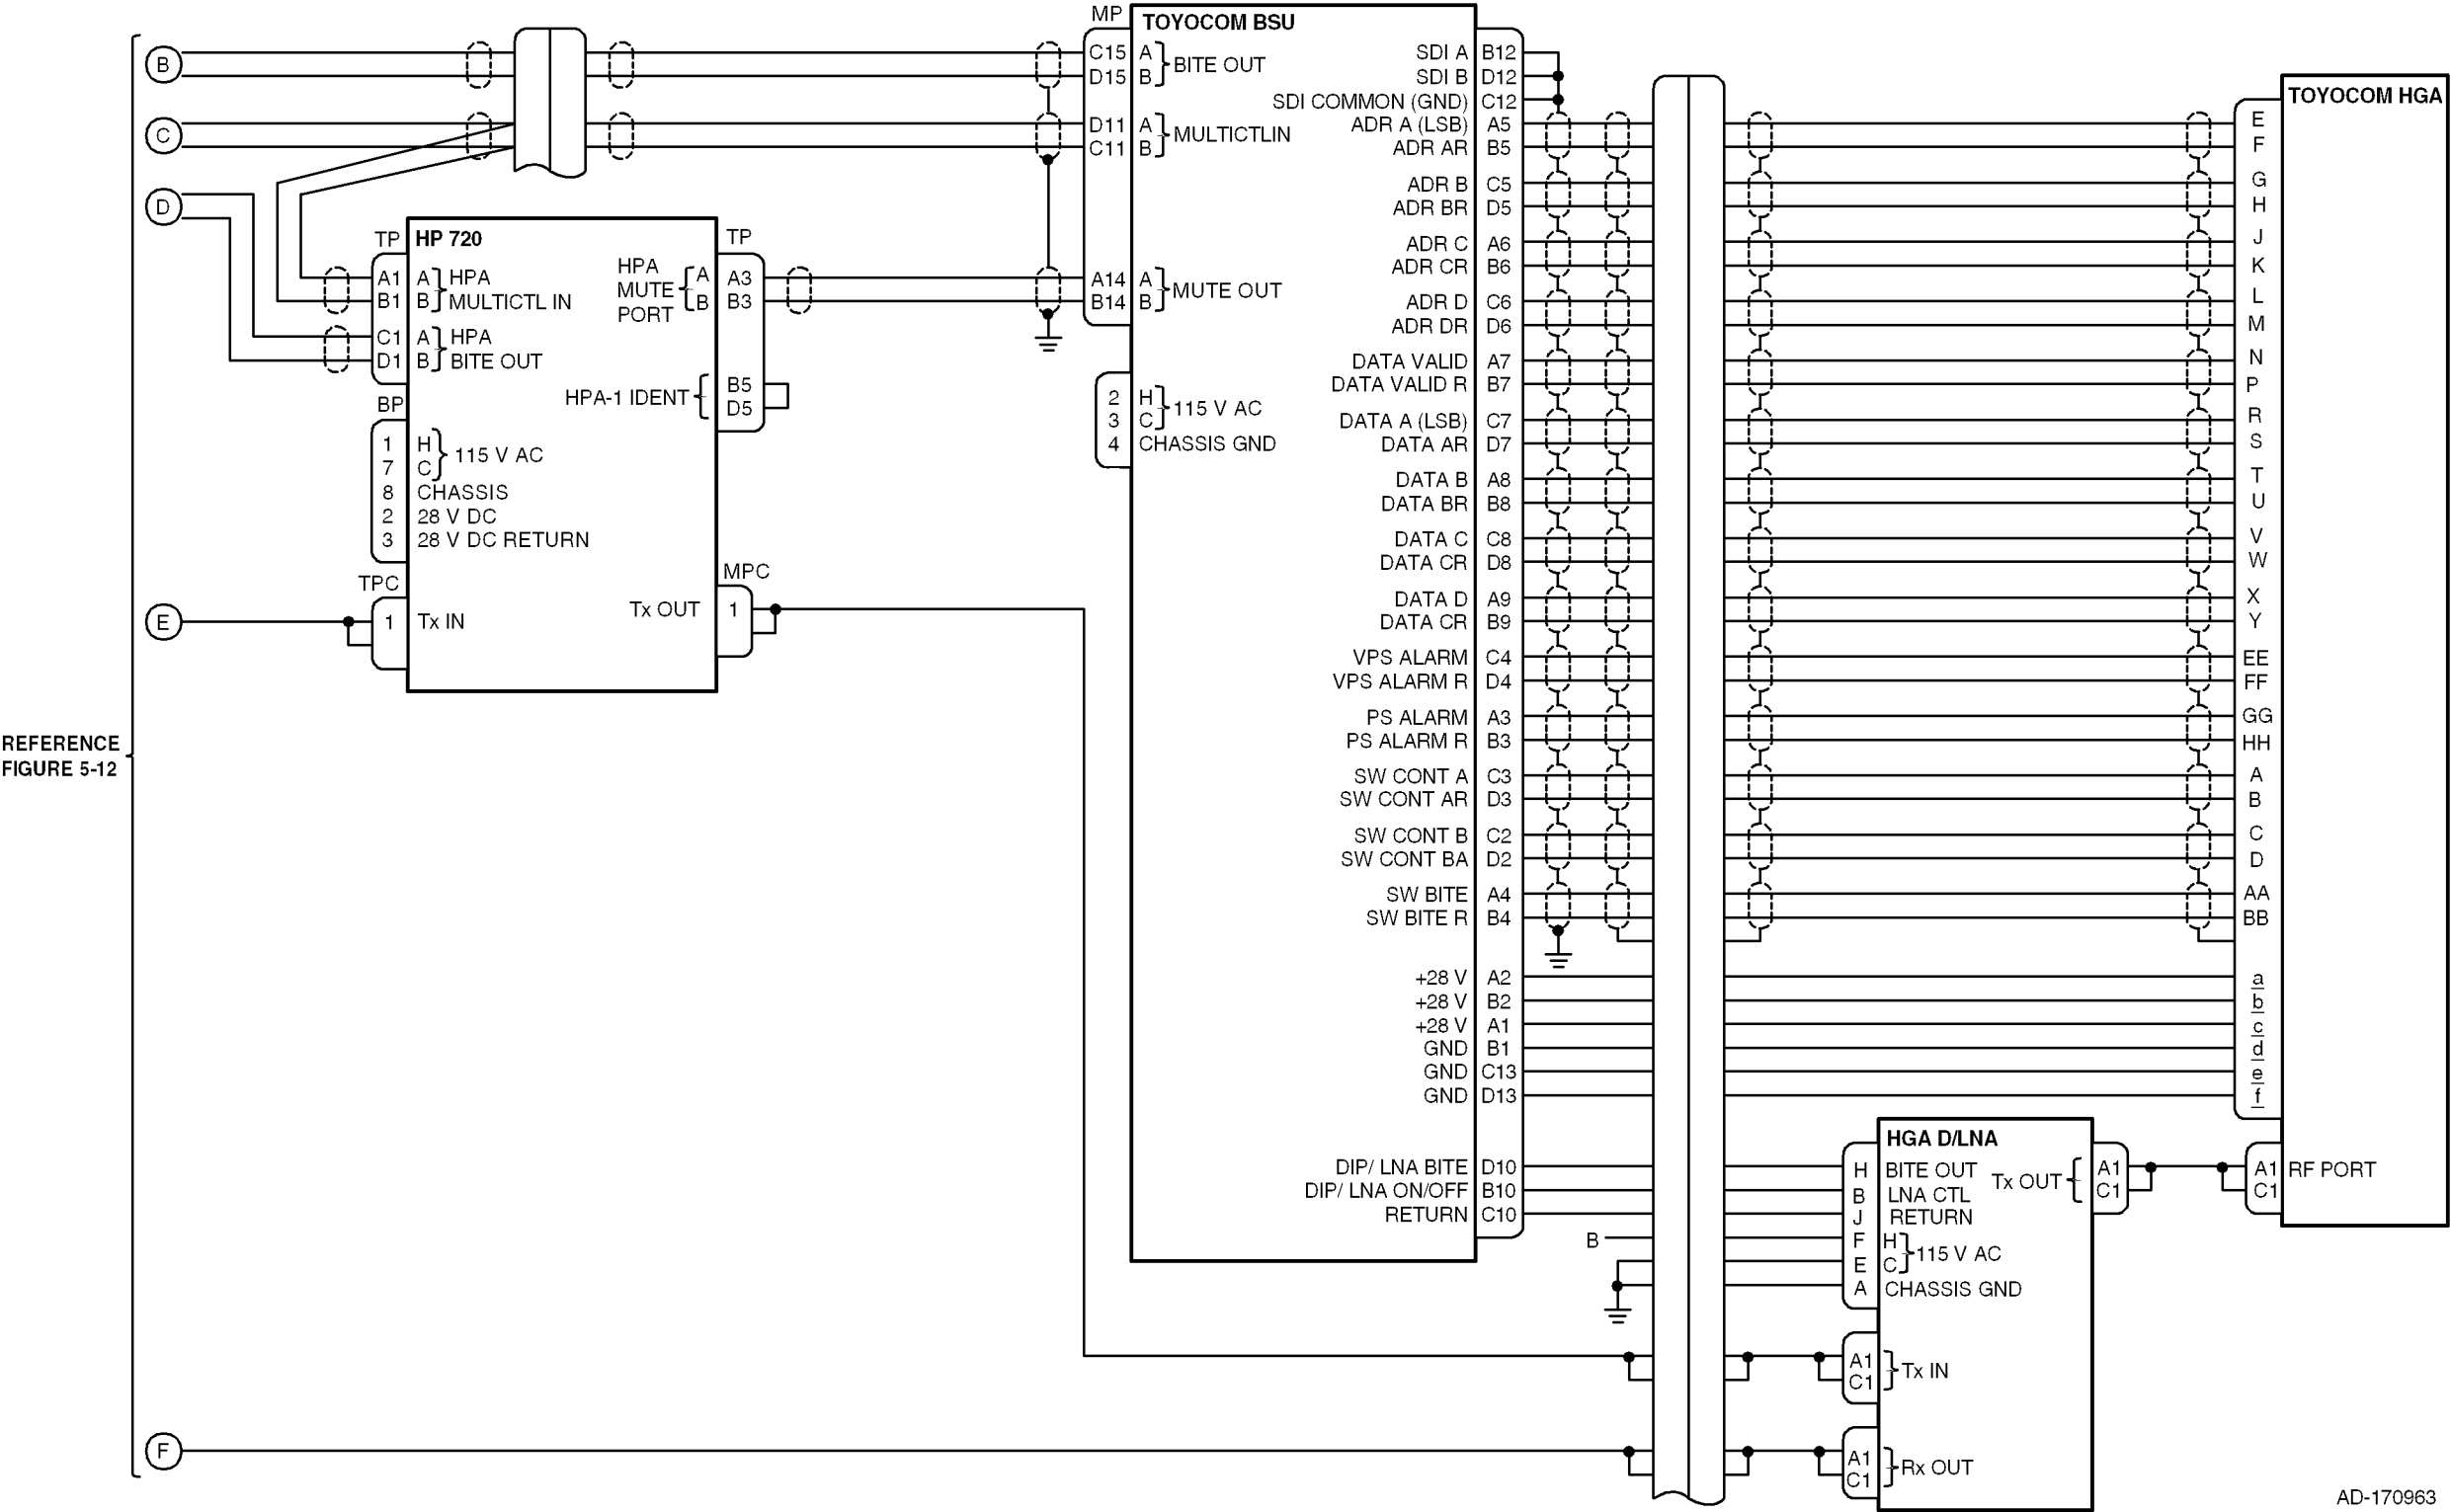 REFERENCE
FIGURE 5-12
B
C
D
E
F
HP 720
TP
A1 A HPA
B1 B MULTICTL IN
C1 A HPA
D1 B BITE OUT
BP
1 H 115 V AC
7 C
8 CHASSIS
2 28 V DC
3 28 V DC RETURN
TPC
1 Tx IN
TP
HPA
MUTE
PORT
A A3
B B3
HPA-1 IDENT
B5
D5
MPC
Tx OUT 1
MP
TOYOCOM BSU
C15 A BITE OUT
D15 B
D11 A MULTICTLIN
C11 B
A14 A MUTE OUT
B14 B
2 H 115 V AC
3 C
4 CHASSIS GND
SDI A B12
SDI B D12
SDI COMMON (GND) C12
ADR A (LSB) A5
ADR AR B5
ADR B C5
ADR BR D5
ADR C A6
ADR CR B6
ADR D C6
ADR DR D6
DATA VALID A7
DATA VALID R B7
DATA A (LSB) C7
DATA AR D7
DATA B A8
DATA BR B8
DATA C C8
DATA CR D8
DATA D A9
DATA CR B9
VPS ALARM C4
VPS ALARM R D4
PS ALARM A3
PS ALARM R B3
SW CONT A C3
SW CONT AR D3
SW CONT B C2
SW CONT BA D2
SW BITE A4
SW BITE R B4
+28 V A2
+28 V B2
+28 V A1
GND B1
GND C13
GND D13
DIP/ LNA BITE D10
DIP/ LNA ON/OFF B10
RETURN C10
B
TOYOCOM HGA
E
F
G
H
J
K
L
M
N
P
R
S
T
U
V
W
X
Y
EE
FF
GG
HH
A
B
C
D
AA
BB
a
b
c
d
e
f
A1 RF PORT
C1
HGA D/LNA
H BITE OUT
B LNA CTL
J RETURN
F H 115 V AC
E C
A CHASSIS GND
Tx OUT A1
C1
A1 Tx IN
C1
A1 Rx OUT
C1
AD-170963